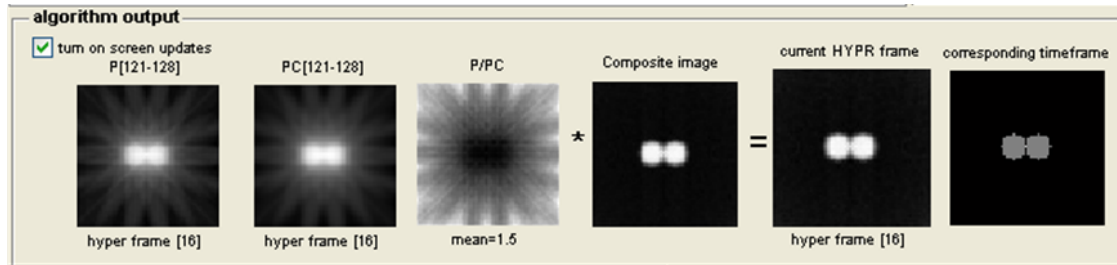 algorithm output
turn on screen updates
P[121-128]
PC[121-128]
P/PC
Composite image
current HYPR frame
corresponding timeframe
*
=
hyper frame [16]
hyper frame [16]
mean=1.5
hyper frame [16]